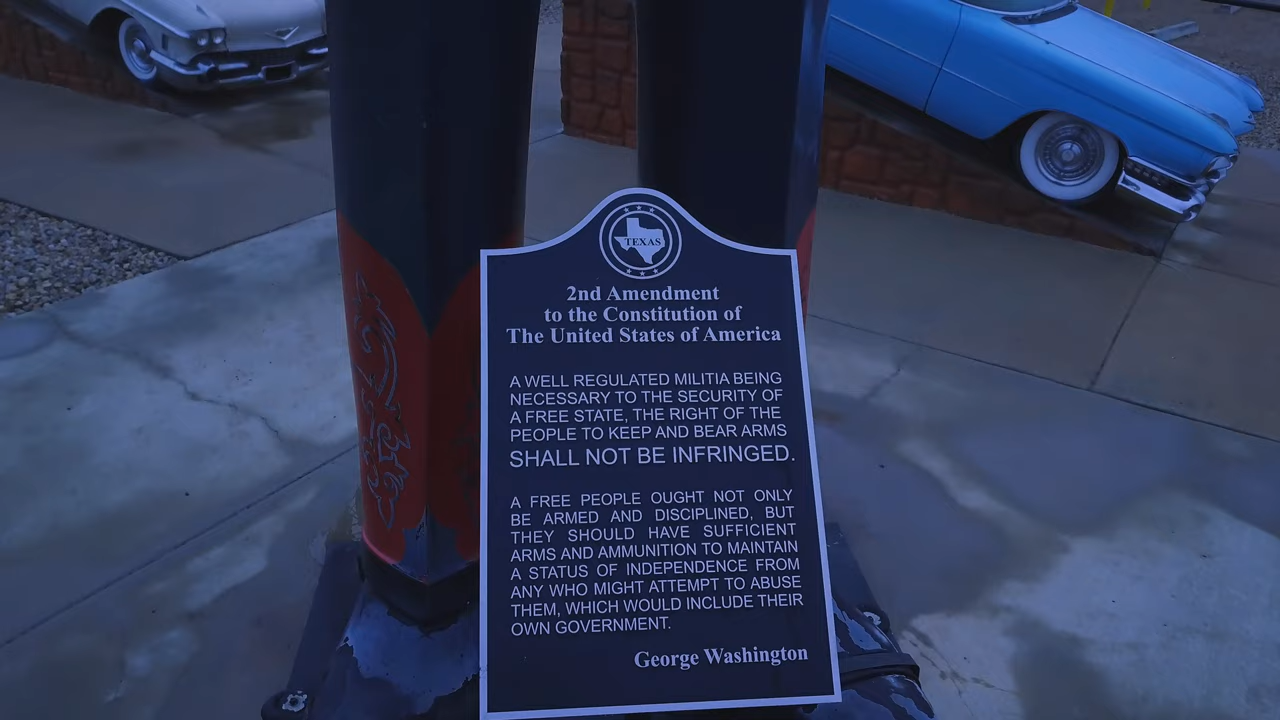 TEXAS
2nd Amendment
to the Constitution of
The United States of America
A WELL REGULATED MILITIA BEING
NECESSARY TO THE SECURITY OF
A FREE STATE, THE RIGHT OF THE
PEOPLE TO KEEP AND BEAR ARMS
SHALL NOT BE INFRINGED.
A FREE PEOPLE OUGHT NOT ONLY
BE ARMED AND DISCIPLINED, BUT
THEY SHOULD HAVE SUFFICIENT
ARMS AND AMMUNITION TO MAINTAIN
A STATUS OF INDEPENDENCE FROM
ANY WHO MIGHT ATTEMPT TO ABUSE
THEM, WHICH WOULD INCLUDE THEIR
OWN GOVERNMENT.
George Washington